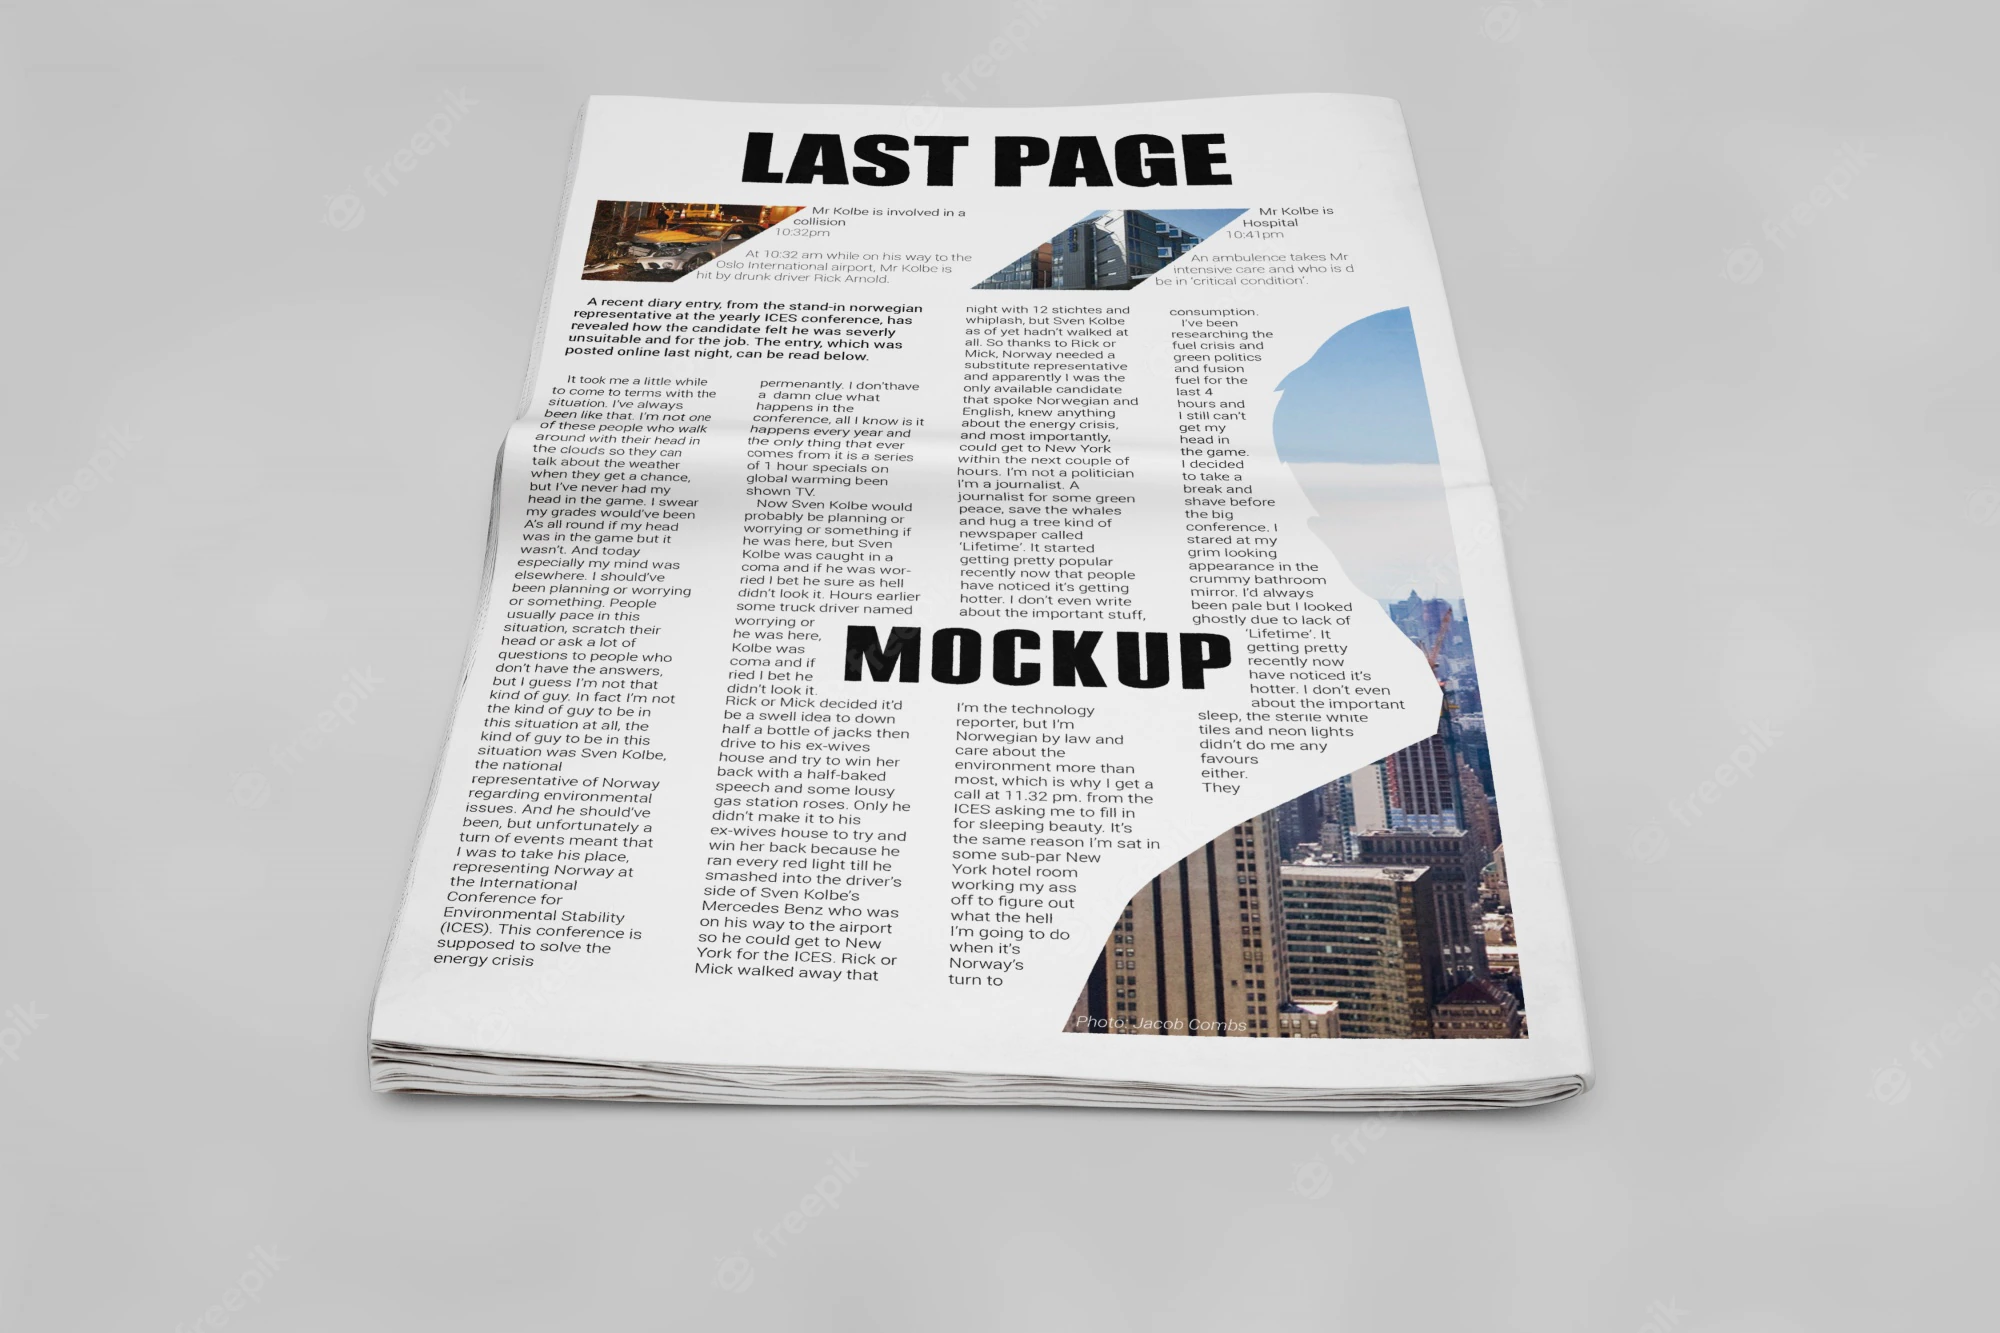 LAST PAGE
Mr Kolbe is involved in a
collision
10:32pm
At 10:32 am while on his way to the
Oslo International airport, Mr Kolbe is
hit by drunk driver Rick Arnold.
Mr Kolbe is
Hospital
10:41pm
An ambulance takes Mr
intensive care and who is d
be in 'critical condition'.
A recent diary entry, from the stand-in norwegian
representative at the yearly ICES conference, has
revealed how the candidate felt he was severly
unsuitable and for the job. The entry, which was
posted online last night, can be read below.
It took me a little while
to come to terms with the
situation. I've always
been like that. I'm not one
of these people who walk
around with their head in
the clouds so they can
talk about the weather
when they get a chance,
but I've never had my
head in the game. I swear
my grades would've been
A's all round if my head
was in the game but it
wasn't. And today
especially my mind was
elsewhere. I should've
been planning or worrying
or something. People
usually pace in this
situation, scratch their
head or ask a lot of
questions to people who
don't have the answers,
but I guess I'm not that
kind of guy. In fact I'm not
the kind of guy to be in
this situation at all, the
kind of guy to be in this
situation was Sven Kolbe,
the national
representative of Norway
regarding environmental
issues. And he should've
been, but unfortunately a
turn of events meant that
I was to take his place,
representing Norway at
the International
Conference for
Environmental Stability
(ICES). This conference is
supposed to solve the
energy crisis
permenantly. I don'thave
a damn clue what
happens in the
conference, all I know is it
happens every year and
the only thing that ever
comes from it is a series
of 1 hour specials on
global warming been
shown TV.
Now Sven Kolbe would
probably be planning or
worrying or something if
he was here, but Sven
Kolbe was caught in a
coma and if he was wor-
ried I bet he sure as hell
didn't look it. Hours earlier
some truck driver named
worrying or
he was here,
Kolbe was
coma and if
ried I bet he
didn't look it.
Rick or Mick decided it'd
be a swell idea to down
half a bottle of jacks then
drive to his ex-wives
house and try to win her
back with a half-baked
speech and some lousy
gas station roses. Only he
didn't make it to his
ex-wives house to try and
win her back because he
ran every red light till he
smashed into the driver's
side of Sven Kolbe's
Mercedes Benz who was
on his way to the airport
so he could get to New
York for the ICES. Rick or
Mick walked away that
night with 12 stichtes and
whiplash, but Sven Kolbe
as of yet hadn't walked at
all. So thanks to Rick or
Mick, Norway needed a
substitute representative
and apparently I was the
only available candidate
that spoke Norwegian and
English, knew anything
about the energy crisis,
and most importantly,
could get to New York
within the next couple of
hours. I'm not a politician
I'm a journalist. A
journalist for some green
peace, save the whales
and hug a tree kind of
newspaper called
'Lifetime'. It started
getting pretty popular
recently now that people
have noticed it's getting
hotter. I don't even write
about the important stuff,
MOCKUP
I'm the technology
reporter, but I'm
Norwegian by law and
care about the
environment more than
most, which is why I get a
call at 11.32 pm. from the
ICES asking me to fill in
for sleeping beauty. It's
the same reason I'm sat in
some sub-par New
York hotel room
working my ass
off to figure out
what the hell
I'm going to do
when it's
Norway's
turn to
consumption.
I've been
researching the
fuel crisis and
green politics
and fusion
fuel for the
last 4
hours and
I still can't
get my
head in
the game.
I decided
to take a
break and
shave before
the big
conference. I
stared at my
grim looking
appearance in the
crummy bathroom
mirror. I'd always
been pale but I looked
ghostly due to lack of
'Lifetime'. It
getting pretty
recently now
have noticed it's
hotter. I don't even
about the important
sleep, the sterile white
tiles and neon lights
didn't do me any
favours
either.
They
Photo: Jacob Combs
freepik